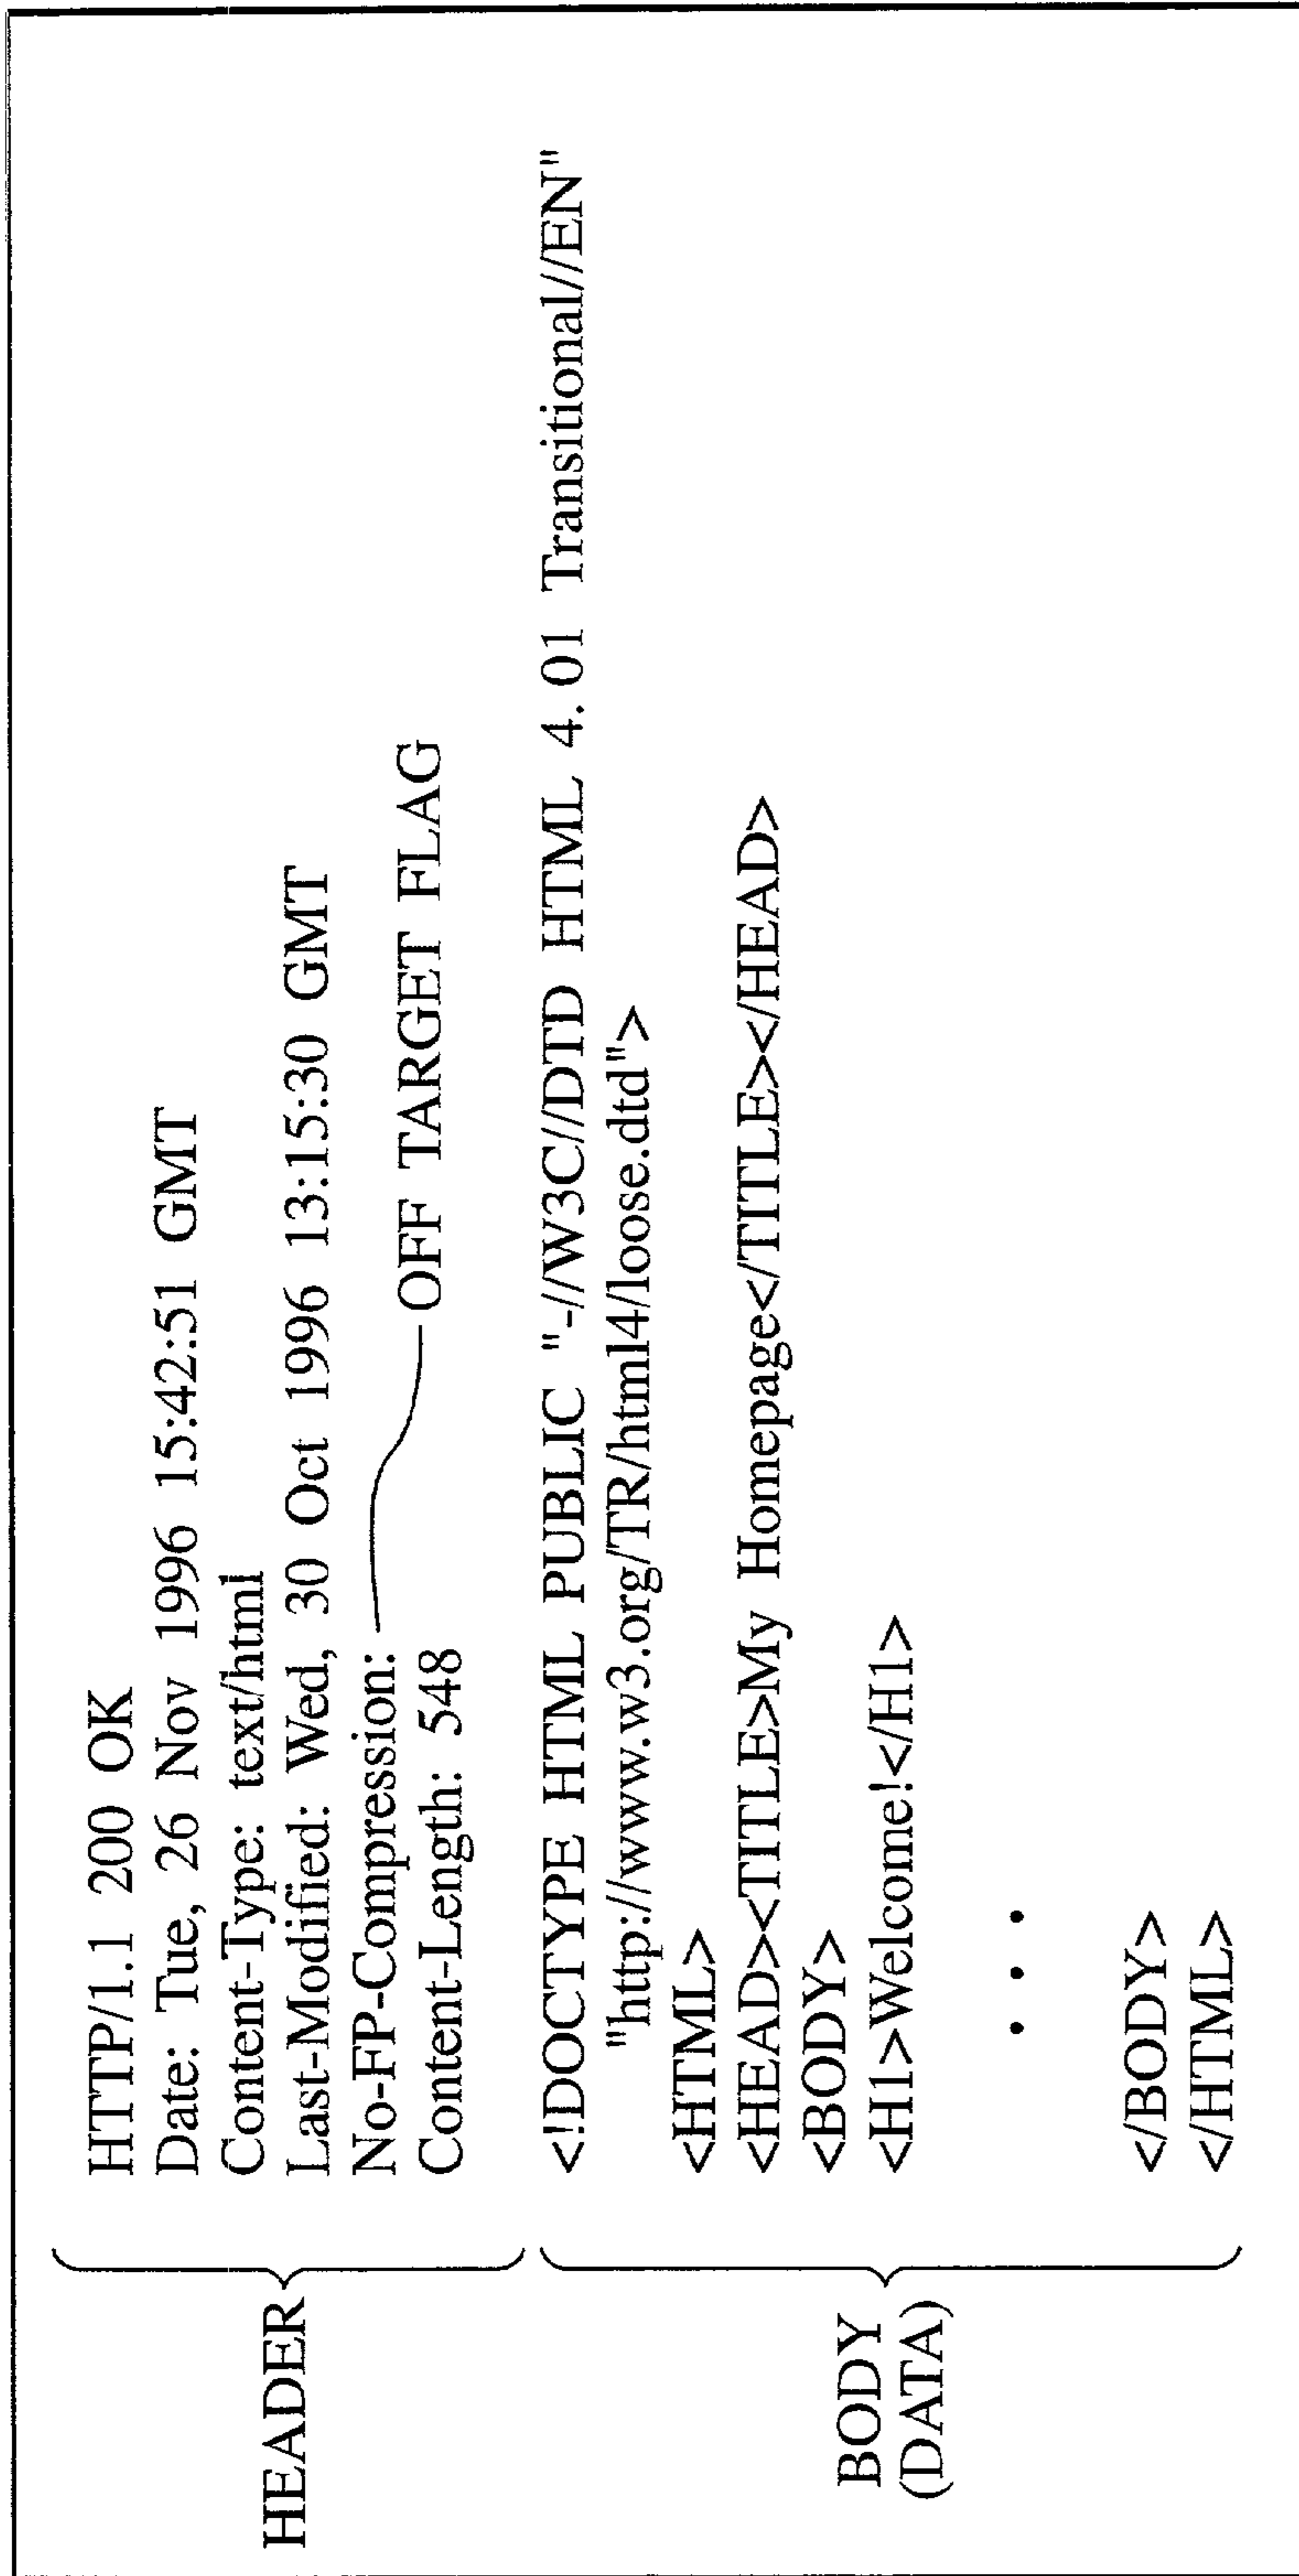 HEADER
HTTP/1.1 200 OK
Date: Tue, 26 Nov 1996 15:42:51 GMT
Content-Type: text/html
Last-Modified: Wed, 30 Oct 1996 13:15:30 GMT
No-FP-Compression:
OFF TARGET FLAG
Content-Length: 548
BODY
(DATA)
<!DOCTYPE HTML PUBLIC "-//W3C//DTD HTML 4. 01 Transitional//EN"
"http://www.w3.org/TR/html4/loose.dtd">
<HTML>
<HEAD><TITLE>My Homepage</TITLE></HEAD>
<BODY>
<H1>Welcome!</H1>
• • •
</BODY>
</HTML>